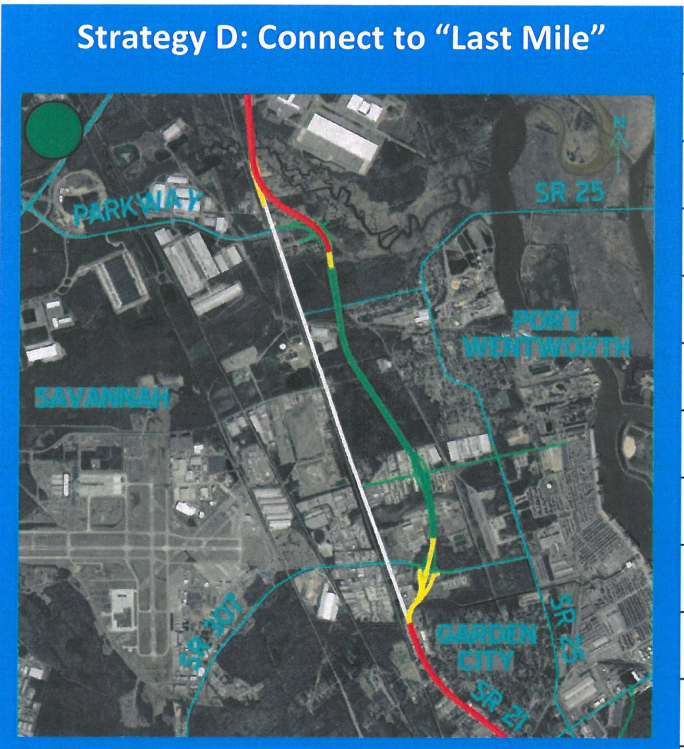 Strategy D: Connect to “Last Mile”
N
SR 25
PARKWAY
PORT
WENTWORTH
SAVANNAH
SR 307
GARDEN
CITY
SR 25
SR 21